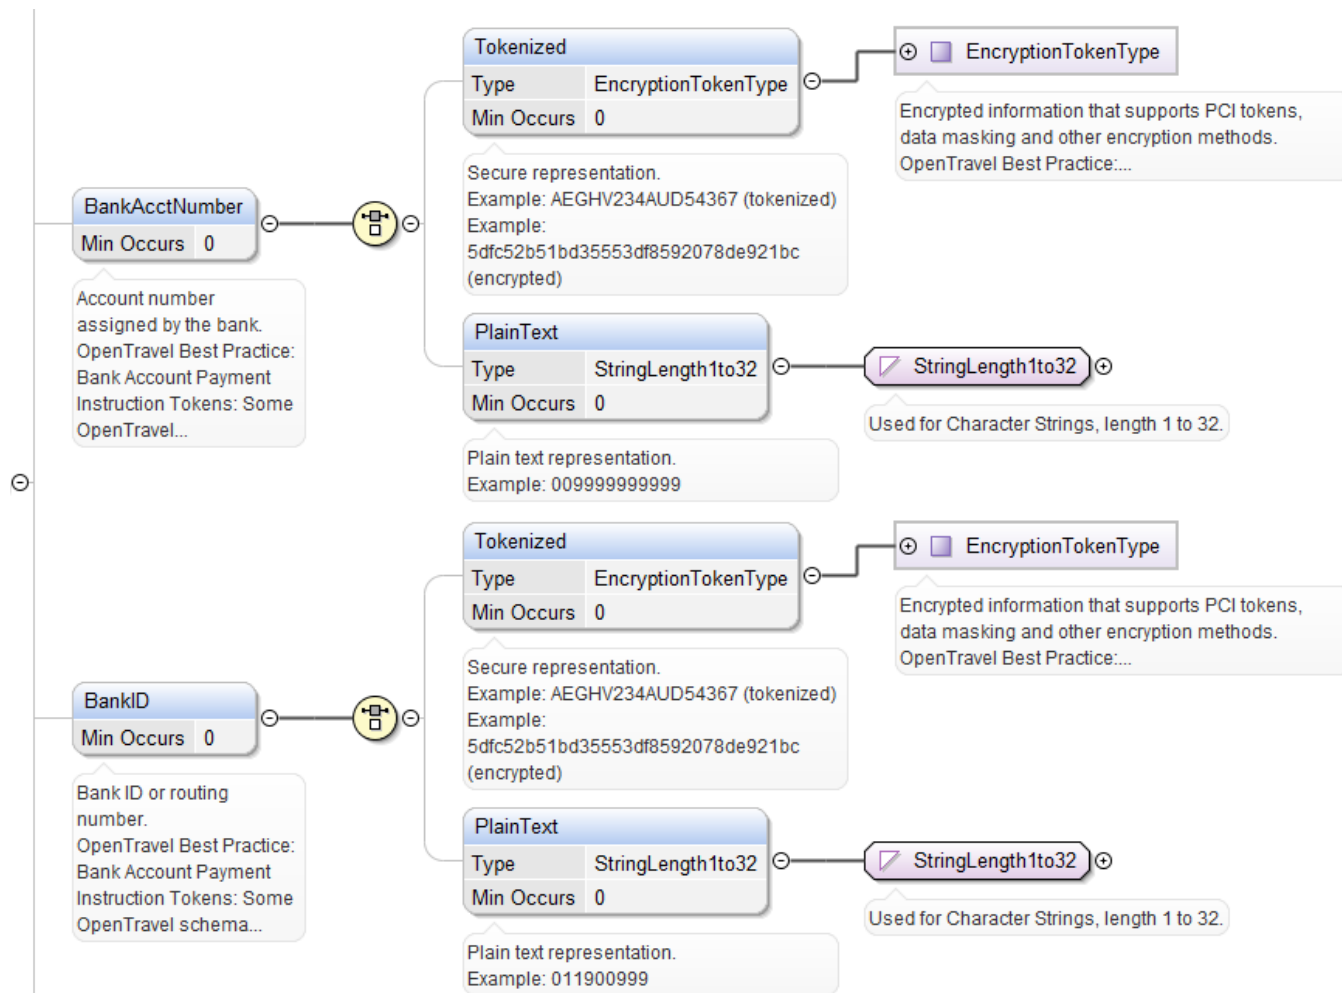 Tokenized
Type EncryptionTokenType
Min Occurs 0
EncryptionTokenType
Encrypted information that supports PCI tokens,
data masking and other encryption methods.
OpenTravel Best Practice:...
Secure representation.
Example: AEGHV234AUD54367 (tokenized)
Example:
5dfc52b51bd35553df8592078de921bc
(encrypted)
BankAcctNumber
Min Occurs 0
Account number
assigned by the bank.
OpenTravel Best Practice:
Bank Account Payment
Instruction Tokens: Some
OpenTravel...
PlainText
Type StringLength1to32
Min Occurs 0
StringLength1to32
Used for Character Strings, length 1 to 32.
Plain text representation.
Example: 009999999999
Tokenized
Type EncryptionTokenType
Min Occurs 0
EncryptionTokenType
Encrypted information that supports PCI tokens,
data masking and other encryption methods.
OpenTravel Best Practice:...
Secure representation.
Example: AEGHV234AUD54367 (tokenized)
Example:
5dfc52b51bd35553df8592078de921bc
(encrypted)
BankID
Min Occurs 0
Bank ID or routing
number.
OpenTravel Best Practice:
Bank Account Payment
Instruction Tokens: Some
OpenTravel schema...
PlainText
Type StringLength1to32
Min Occurs 0
StringLength1to32
Used for Character Strings, length 1 to 32.
Plain text representation.
Example: 011900999